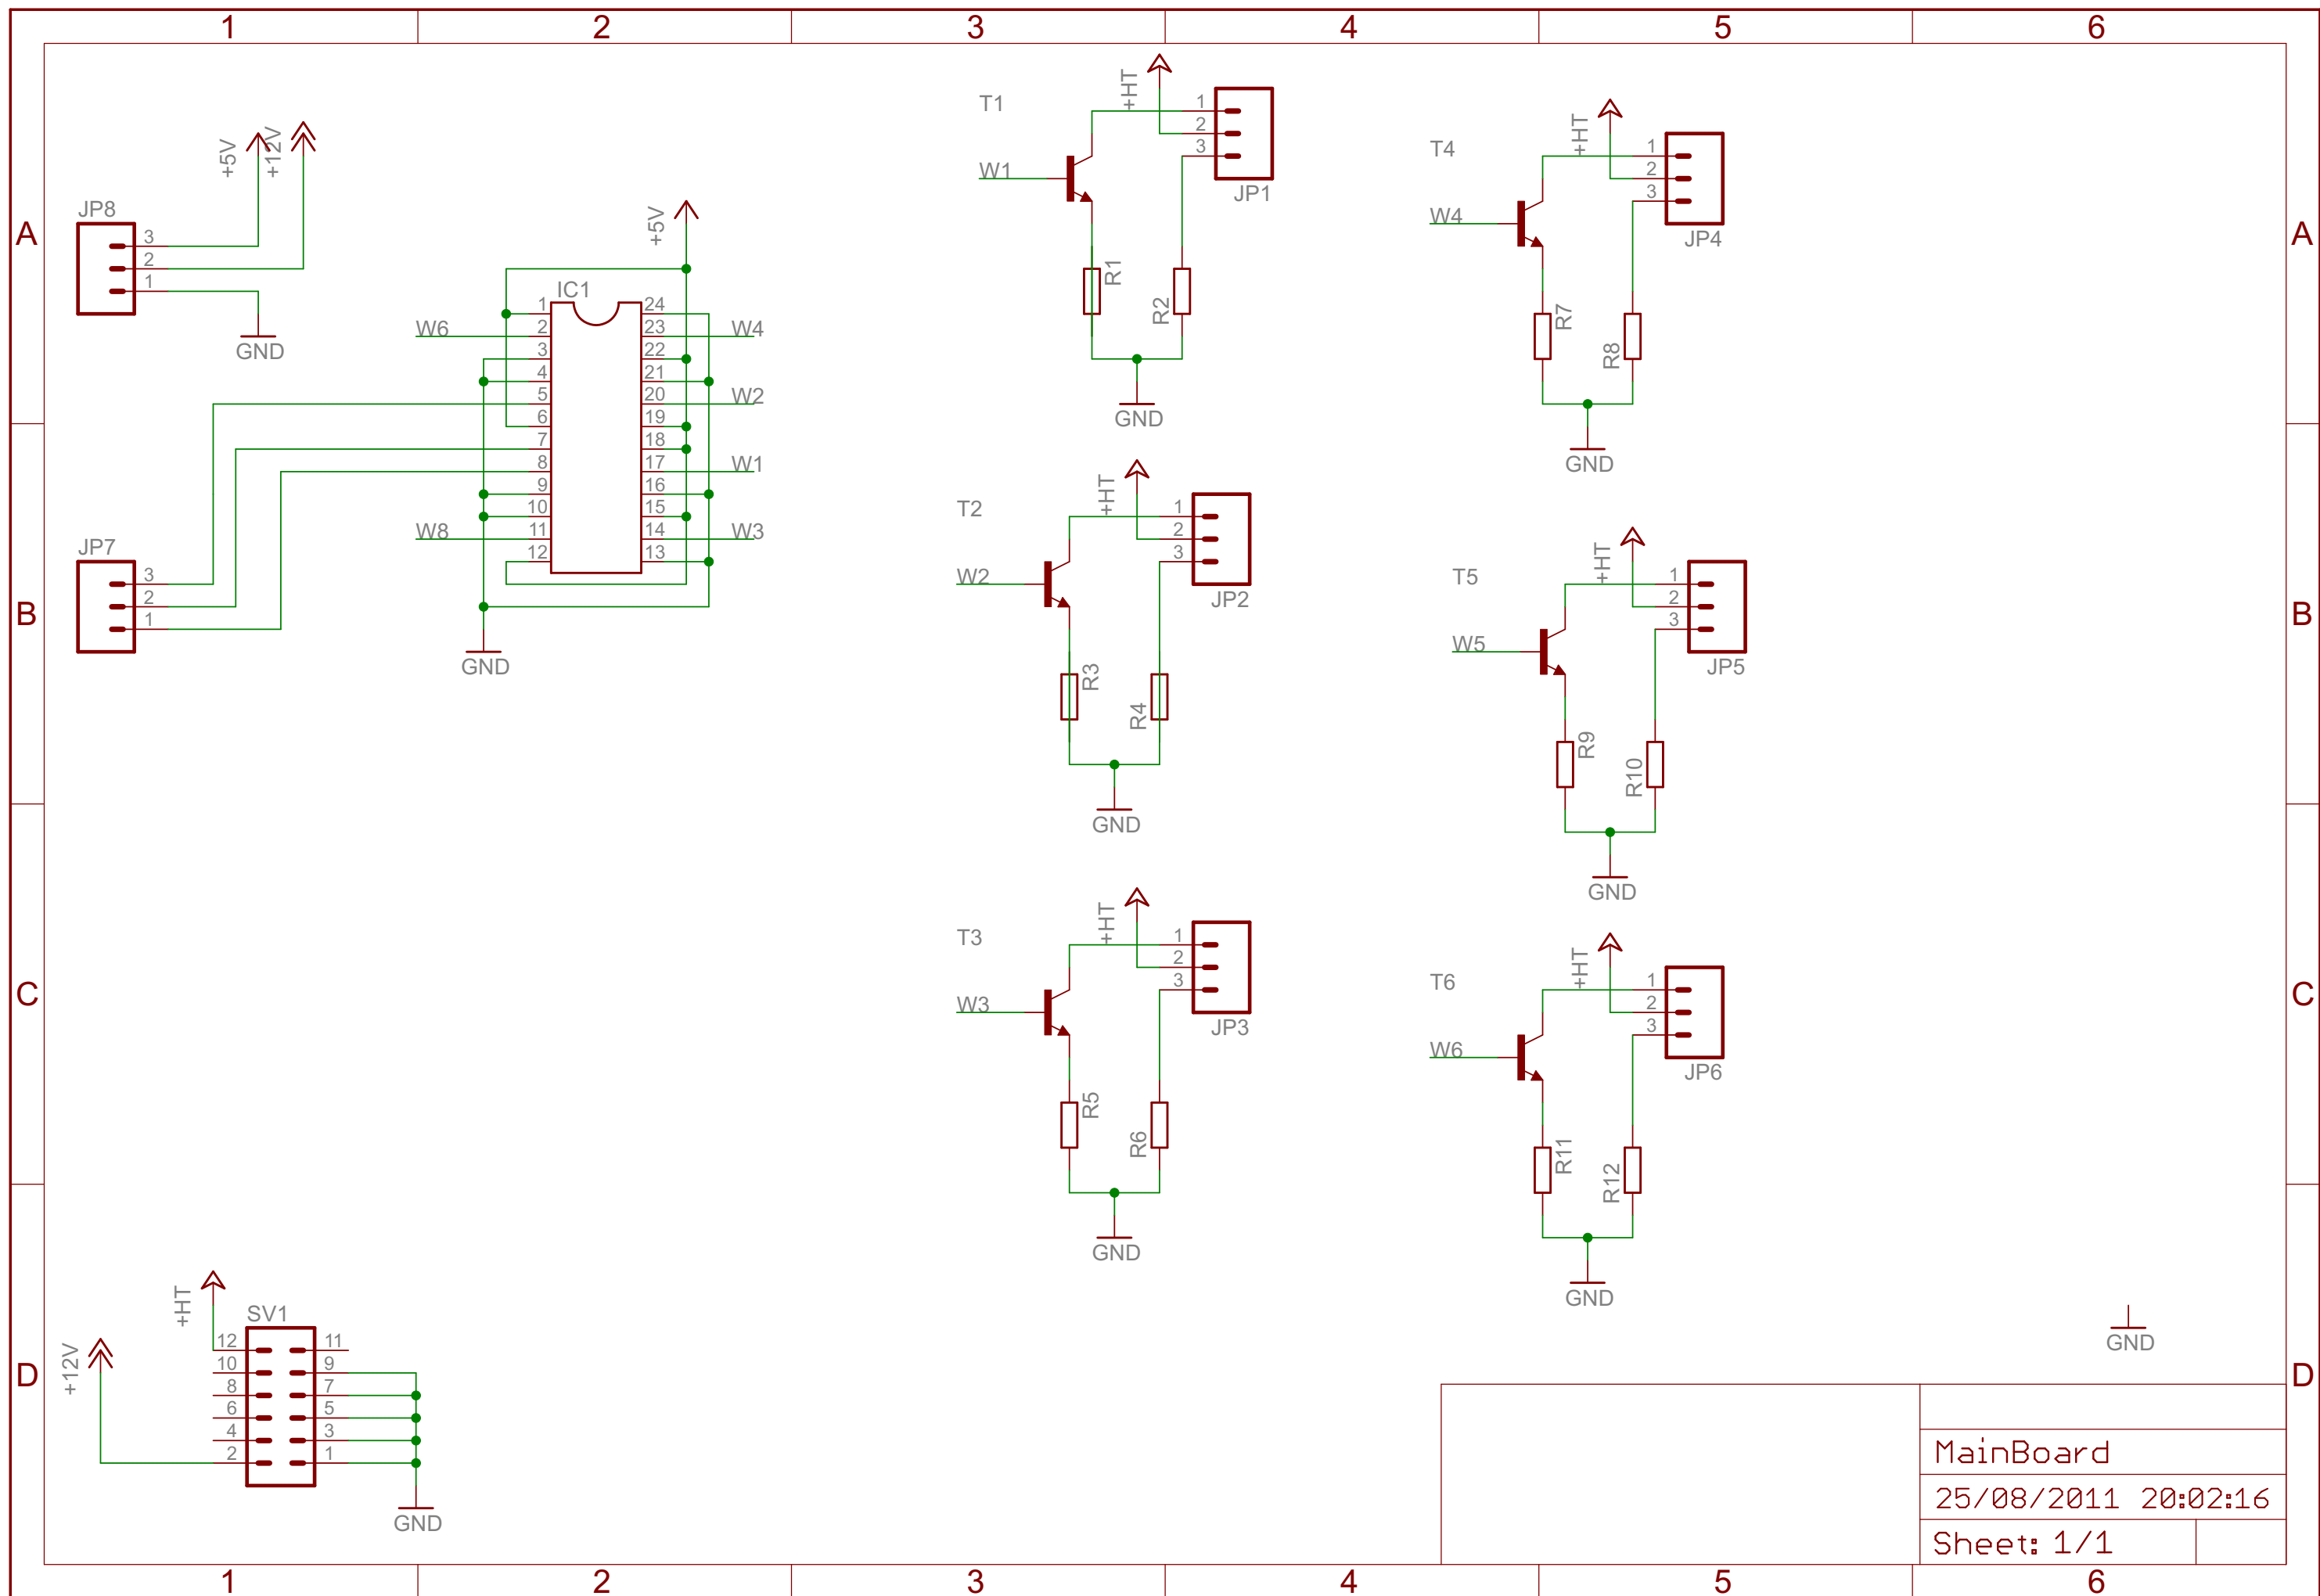 1 2 3 4 5 6
A A
B B
C C
D D
+5V
+12V
JP8
3
2
1
GND
JP7
3
2
1
+5V
IC1
1 24
W6 2 23 W4
3 22
4 21
5 20 W2
6 19
7 18
8 17 W1
9 16
10 15
W8 11 14 W3
12 13
GND
T1
+HT
1
2
3
JP1
W1
R1
R2
GND
T2
+HT
1
2
3
JP2
W2
R3
R4
GND
T3
+HT
1
2
3
JP3
W3
R5
R6
GND
T4
+HT
1
2
3
JP4
W4
R7
R8
GND
T5
+HT
1
2
3
JP5
W5
R9
R10
GND
T6
+HT
1
2
3
JP6
W6
R11
R12
GND
+HT
+12V
SV1
12 11
10 9
8 7
6 5
4 3
2 1
GND
GND
MainBoard
25/08/2011 20:02:16
Sheet: 1/1
1 2 3 4 5 6